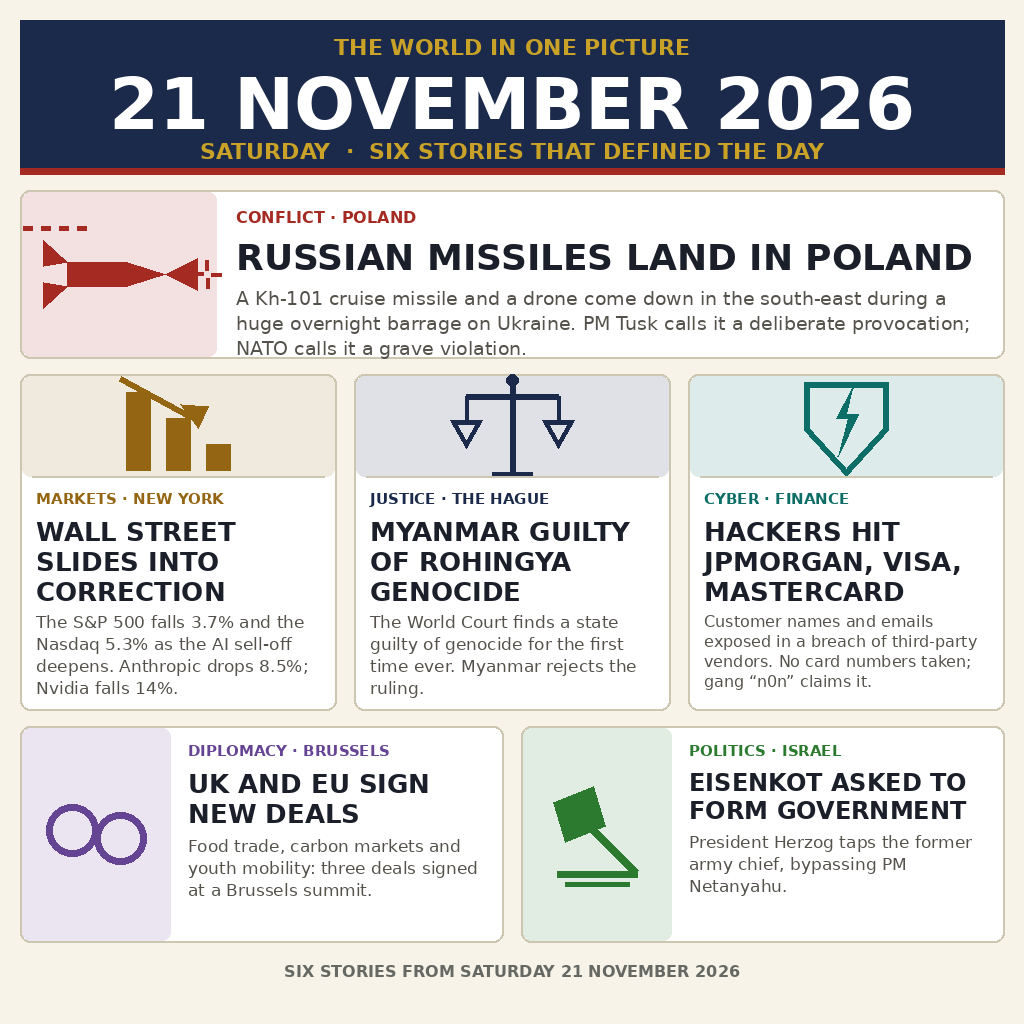 THE WORLD IN ONE PICTURE
21 NOVEMBER 2026
SATURDAY · SIX STORIES THAT DEFINED THE DAY
CONFLICT · POLAND
RUSSIAN MISSILES LAND IN POLAND
A Kh-101 cruise missile and a drone come down in the south-east during a
huge overnight barrage on Ukraine. PM Tusk calls it a deliberate provocation;
NATO calls it a grave violation.
MARKETS · NEW YORK
WALL STREET
SLIDES INTO
CORRECTION
The S&P 500 falls 3.7% and the
Nasdaq 5.3% as the AI sell-off
deepens. Anthropic drops 8.5%;
Nvidia falls 14%.
JUSTICE · THE HAGUE
MYANMAR GUILTY
OF ROHINGYA
GENOCIDE
The World Court finds a state
guilty of genocide for the first
time ever. Myanmar rejects the
ruling.
CYBER · FINANCE
HACKERS HIT
JPMORGAN, VISA,
MASTERCARD
Customer names and emails
exposed in a breach of third-party
vendors. No card numbers taken;
gang “n0n” claims it.
DIPLOMACY · BRUSSELS
UK AND EU SIGN
NEW DEALS
Food trade, carbon markets and
youth mobility: three deals signed
at a Brussels summit.
POLITICS · ISRAEL
EISENKOT ASKED TO
FORM GOVERNMENT
President Herzog taps the former
army chief, bypassing PM
Netanyahu.
SIX STORIES FROM SATURDAY 21 NOVEMBER 2026